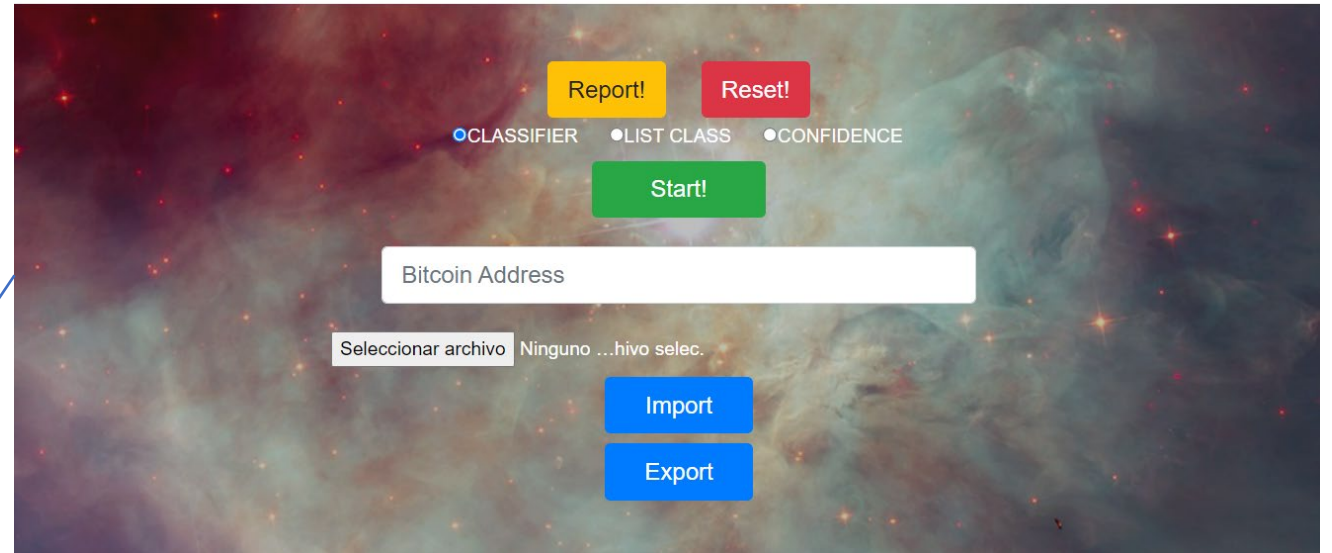 Report! Reset!
CLASSIFIER LIST CLASS CONFIDENCE
Start!
Bitcoin Address
Seleccionar archivo Ninguno …hivo selec.
Import
Export